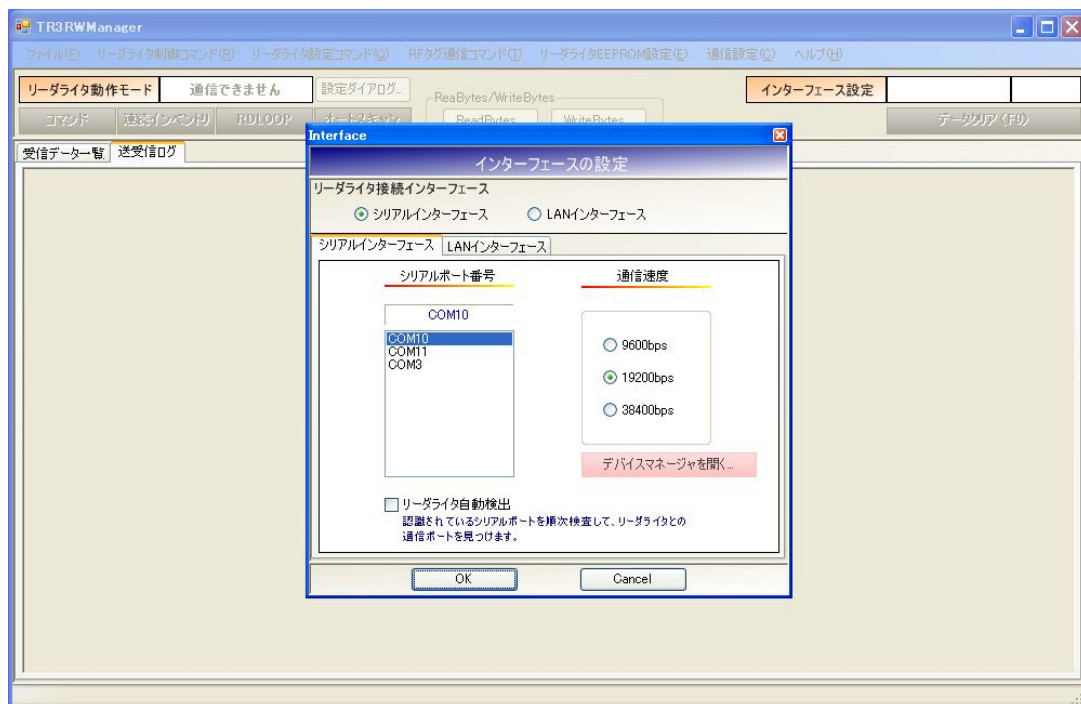 TR3RWManager
ファイル(F) リーダライタ制御コマンド(R) リーダライタ設定コマンド(Q) RFタグ通信コマンド(T) リーダライタEEPROM設定(E) 通信設定(C) ヘルプ(H)
リーダライタ動作モード 通信できません 設定ダイアログ... ReaBytes/WriteBytes インターフェース設定
コマンド 連続インベントリ RDLOOP オートスキャン ReadBytes WriteBytes データクリア(F9)
受信データ一覧 送受信ログ
Interface
インターフェースの設定
リーダライタ接続インターフェース
シリアルインターフェース LANインターフェース
シリアルインターフェース LANインターフェース
シリアルポート番号 通信速度
COM10
COM10
COM11
COM3
9600bps
19200bps
38400bps
デバイスマネージャを開く...
リーダライタ自動検出
認識されているシリアルポートを順次検査して、リーダライタとの
通信ポートを見つけます。
OK Cancel